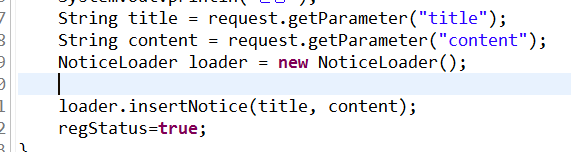 String title = request.getParameter("title");
String content = request.getParameter("content");
NoticeLoader loader = new NoticeLoader();
loader.insertNotice(title, content);
regStatus=true;